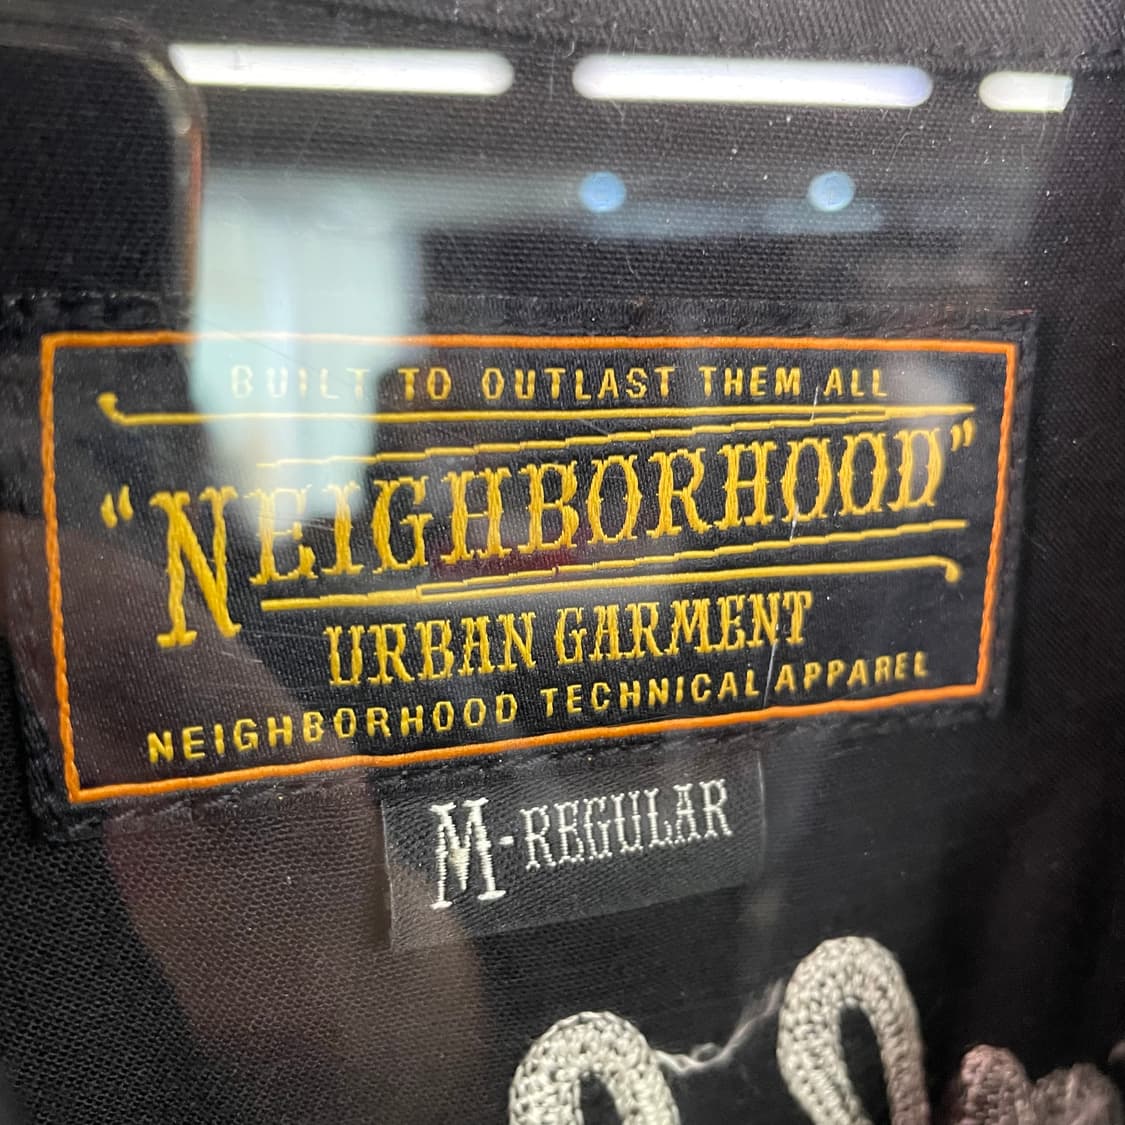 BUILT TO OUTLAST THEM ALL
"NEIGHBORHOOD"
URBAN GARMENT
NEIGHBORHOOD TECHNICAL APPAREL
M-REGULAR